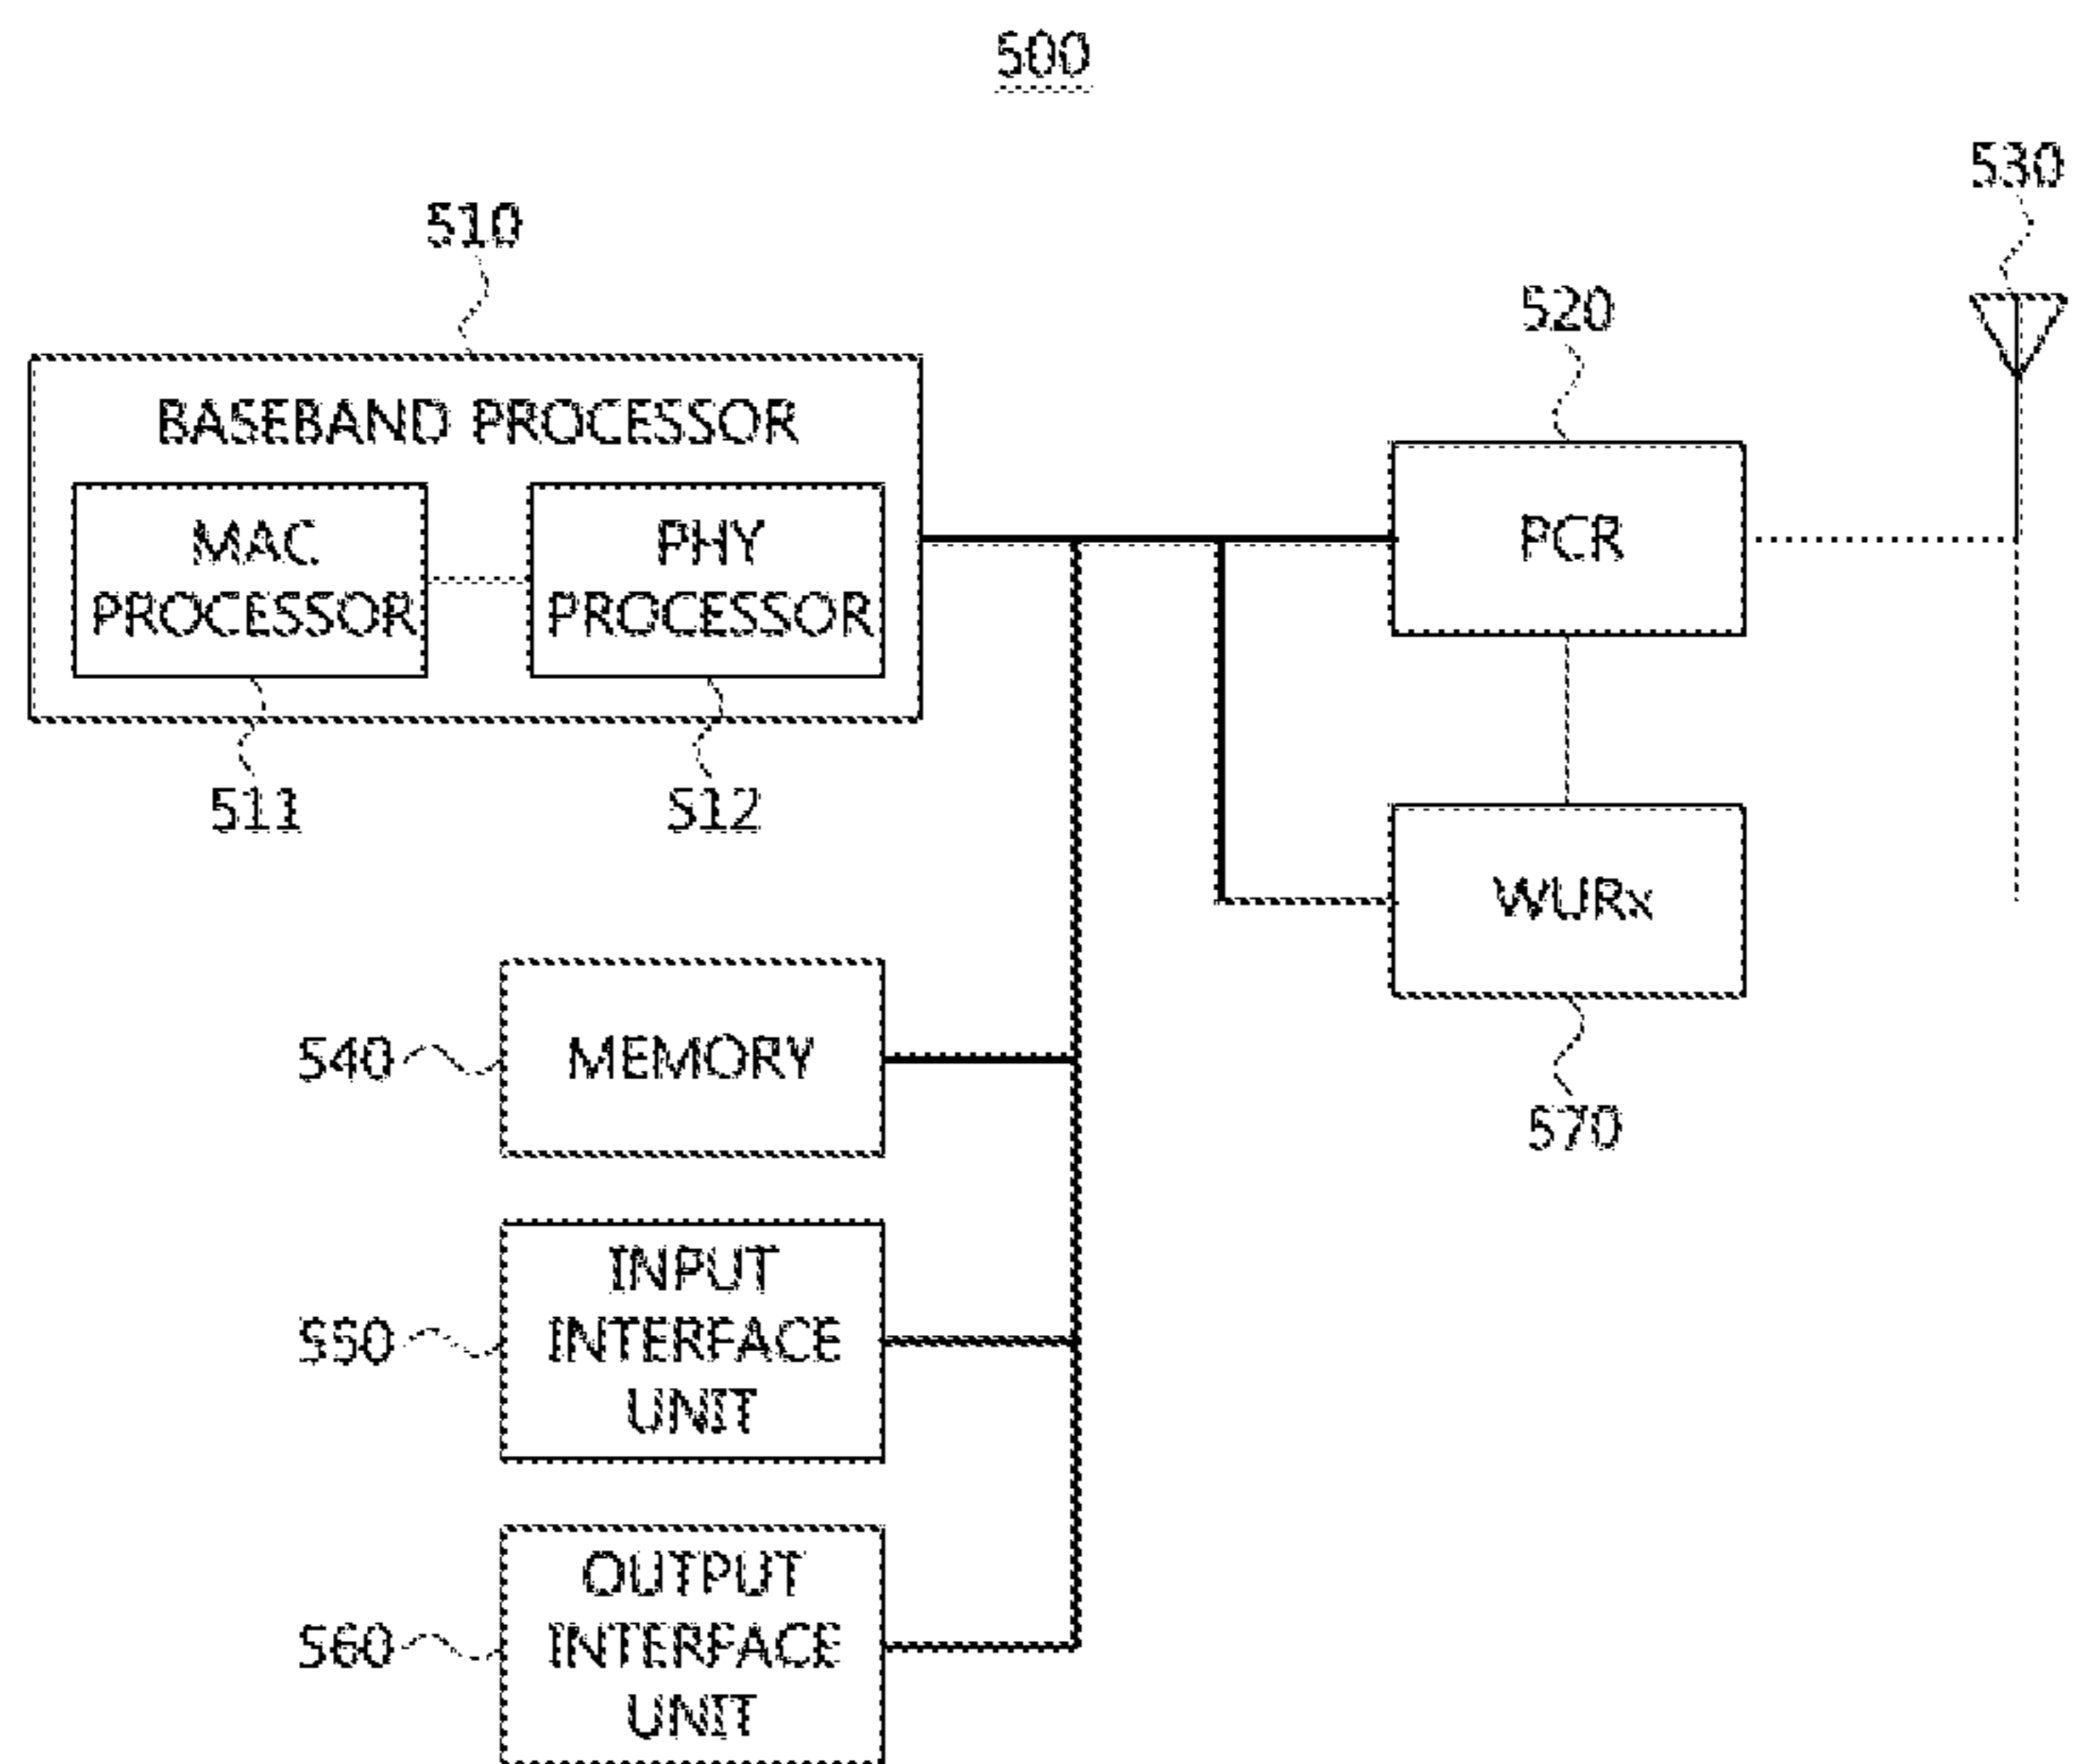 500
530
510
520
BASEBAND PROCESSOR
MAC
PROCESSOR
PHY
PROCESSOR
PCR
511
512
WURx
570
540
MEMORY
550
INPUT
INTERFACE
UNIT
560
OUTPUT
INTERFACE
UNIT